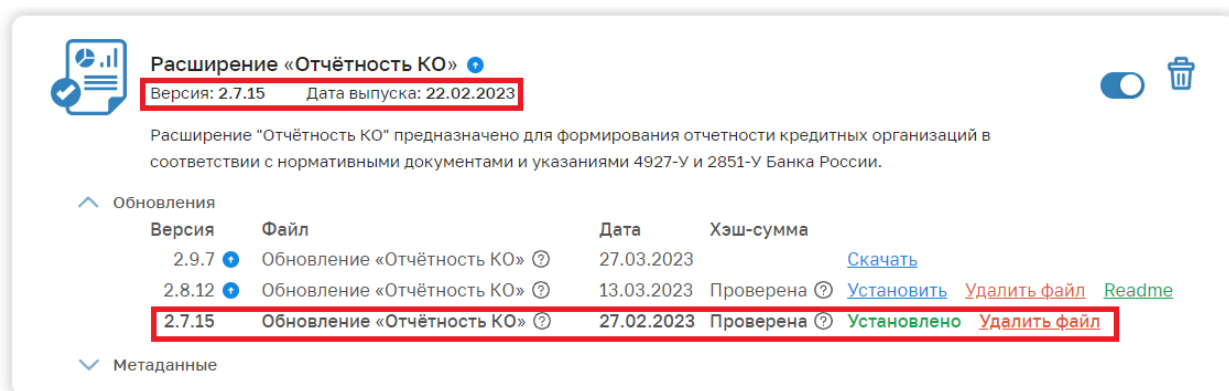 Расширение «Отчётность КО»
Версия: 2.7.15 Дата выпуска: 22.02.2023
Расширение "Отчётность КО" предназначено для формирования отчетности кредитных организаций в
соответствии с нормативными документами и указаниями 4927-У и 2851-У Банка России.
Обновления
Версия Файл Дата Хэш-сумма
2.9.7 Обновление «Отчётность КО» ? 27.03.2023 Скачать
2.8.12 Обновление «Отчётность КО» ? 13.03.2023 Проверена ? Установить Удалить файл Readme
2.7.15 Обновление «Отчётность КО» ? 27.02.2023 Проверена ? Установлено Удалить файл
Метаданные